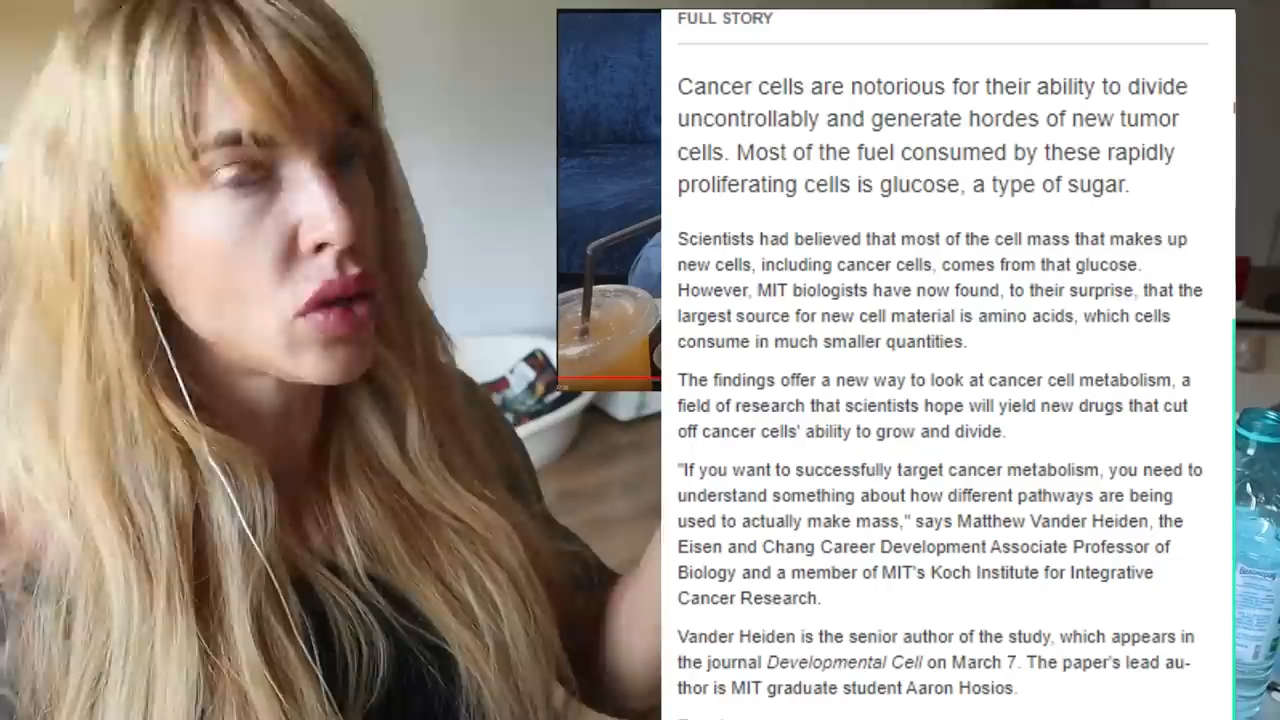 FULL STORY
Cancer cells are notorious for their ability to divide
uncontrollably and generate hordes of new tumor
cells. Most of the fuel consumed by these rapidly
proliferating cells is glucose, a type of sugar.
Scientists had believed that most of the cell mass that makes up
new cells, including cancer cells, comes from that glucose.
However, MIT biologists have now found, to their surprise, that the
largest source for new cell material is amino acids, which cells
consume in much smaller quantities.
The findings offer a new way to look at cancer cell metabolism, a
field of research that scientists hope will yield new drugs that cut
off cancer cells' ability to grow and divide.
"If you want to successfully target cancer metabolism, you need to
understand something about how different pathways are being
used to actually make mass," says Matthew Vander Heiden, the
Eisen and Chang Career Development Associate Professor of
Biology and a member of MIT's Koch Institute for Integrative
Cancer Research.
Vander Heiden is the senior author of the study, which appears in
the journal Developmental Cell on March 7. The paper's lead au-
thor is MIT graduate student Aaron Hosios.